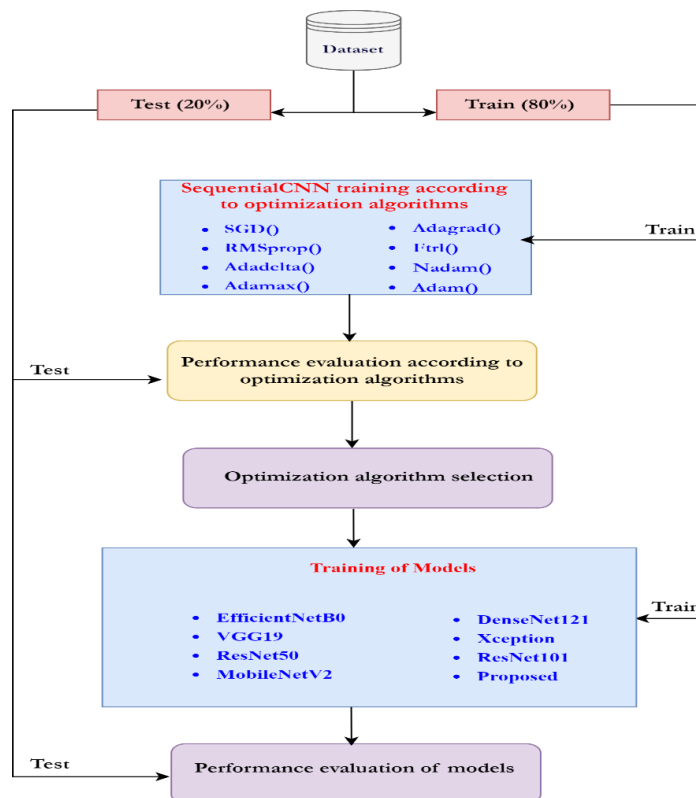 Dataset
Test (20%)
Train (80%)
SequentialCNN training according
to optimization algorithms
• SGD()
• RMSprop()
• Adadelta()
• Adamax()
• Adagrad()
• Ftrl()
• Nadam()
• Adam()
Train
Performance evaluation according to
optimization algorithms
Test
Optimization algorithm selection
Training of Models
• EfficientNetB0
• VGG19
• ResNet50
• MobileNetV2
• DenseNet121
• Xception
• ResNet101
• Proposed
Train
Performance evaluation of models
Test